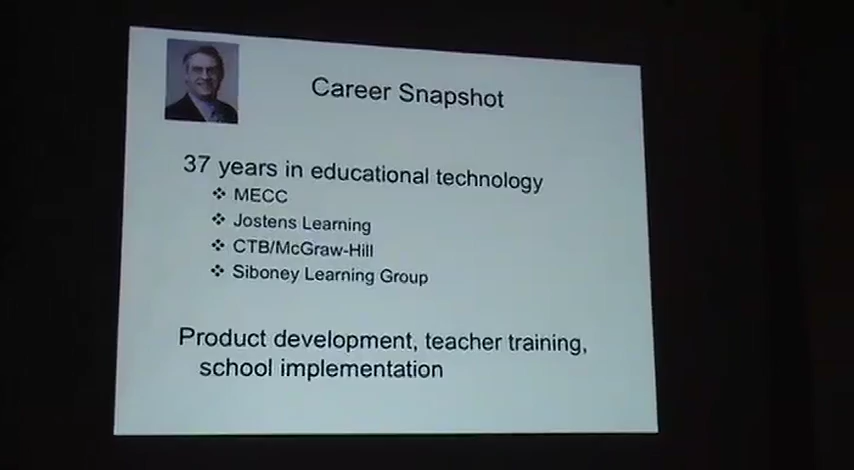 Career Snapshot
37 years in educational technology
❖ MECC
❖ Jostens Learning
❖ CTB/McGraw-Hill
❖ Siboney Learning Group
Product development, teacher training,
school implementation